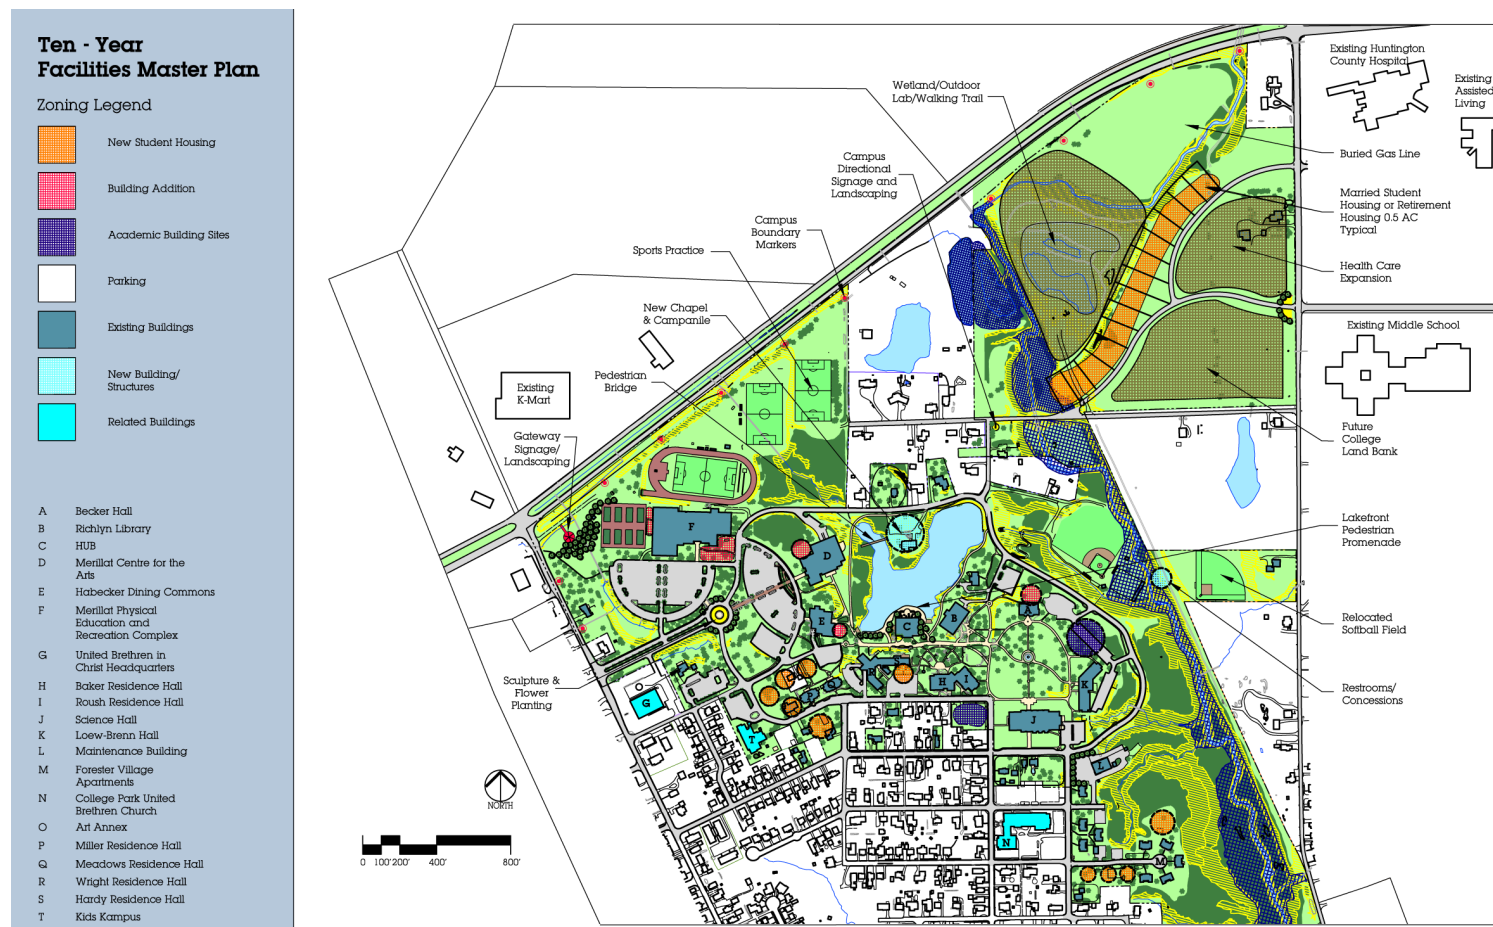 Ten - Year
Facilities Master Plan
Zoning Legend
New Student Housing
Building Addition
Academic Building Sites
Parking
Existing Buildings
New Building/
Structures
Related Buildings
A Becker Hall
B Richlyn Library
C HUB
D Merillat Centre for the
Arts
E Habecker Dining Commons
F Merillat Physical
Education and
Recreation Complex
G United Brethren in
Christ Headquarters
H Baker Residence Hall
I Roush Residence Hall
J Science Hall
K Loew-Brenn Hall
L Maintenance Building
M Forester Village
Apartments
N College Park United
Brethren Church
O Art Annex
P Miller Residence Hall
Q Meadows Residence Hall
R Wright Residence Hall
S Hardy Residence Hall
T Kids Kampus
Wetland/Outdoor
Lab/Walking Trail
Campus
Directional
Signage and
Landscaping
Campus
Boundary
Markers
Sports Practice
New Chapel
& Campanile
Pedestrian
Bridge
Existing
K-Mart
Gateway
Signage/
Landscaping
Sculpture &
Flower
Planting
NORTH
0 100' 200' 400' 800'
Existing Huntington
County Hospital
Existing
Assisted
Living
Buried Gas Line
Married Student
Housing or Retirement
Housing 0.5 AC
Typical
Health Care
Expansion
Existing Middle School
Future
College
Land Bank
Lakefront
Pedestrian
Promenade
Relocated
Softball Field
Restrooms/
Concessions
F
D
E
C
B
A
R
H
I
K
J
Q
P
G
T
L
N
M